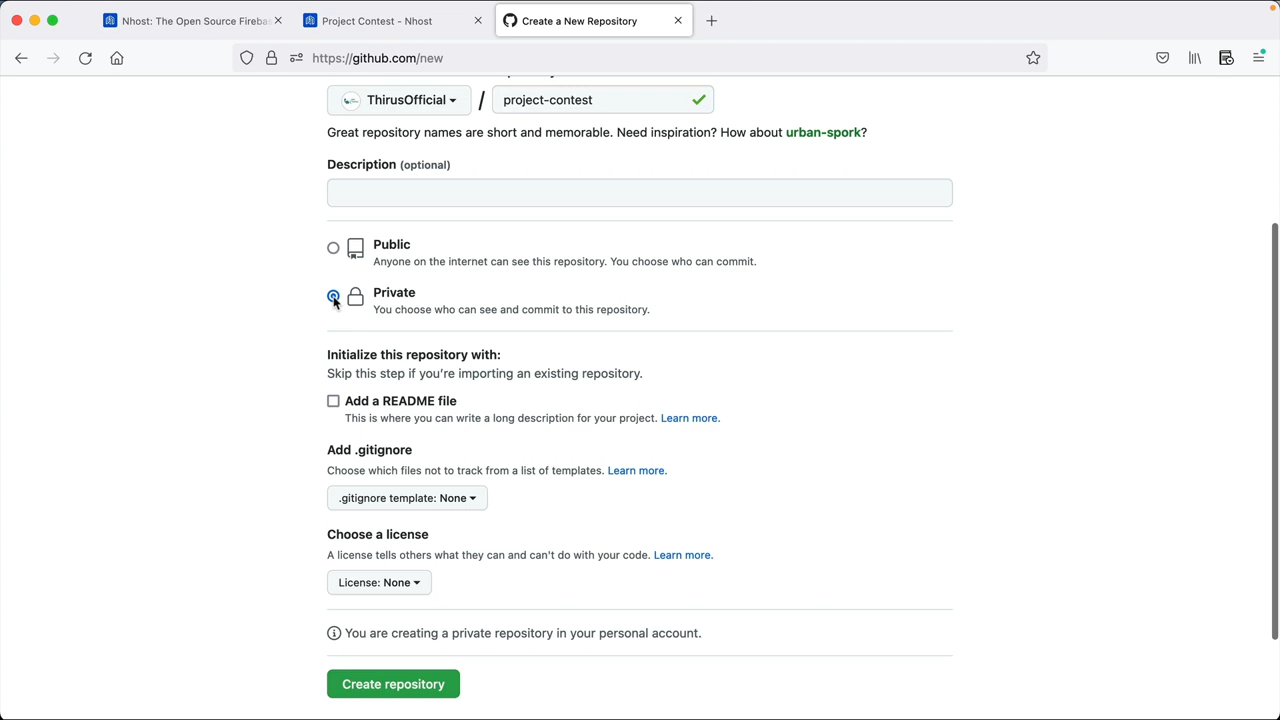 Nhost: The Open Source Fireba
Project Contest - Nhost
Create a New Repository
https://github.com/new
ThirusOfficial / project-contest
Great repository names are short and memorable. Need inspiration? How about urban-spork?
Description (optional)
Public
Anyone on the internet can see this repository. You choose who can commit.
Private
You choose who can see and commit to this repository.
Initialize this repository with:
Skip this step if you're importing an existing repository.
Add a README file
This is where you can write a long description for your project. Learn more.
Add .gitignore
Choose which files not to track from a list of templates. Learn more.
.gitignore template: None
Choose a license
A license tells others what they can and can't do with your code. Learn more.
License: None
You are creating a private repository in your personal account.
Create repository